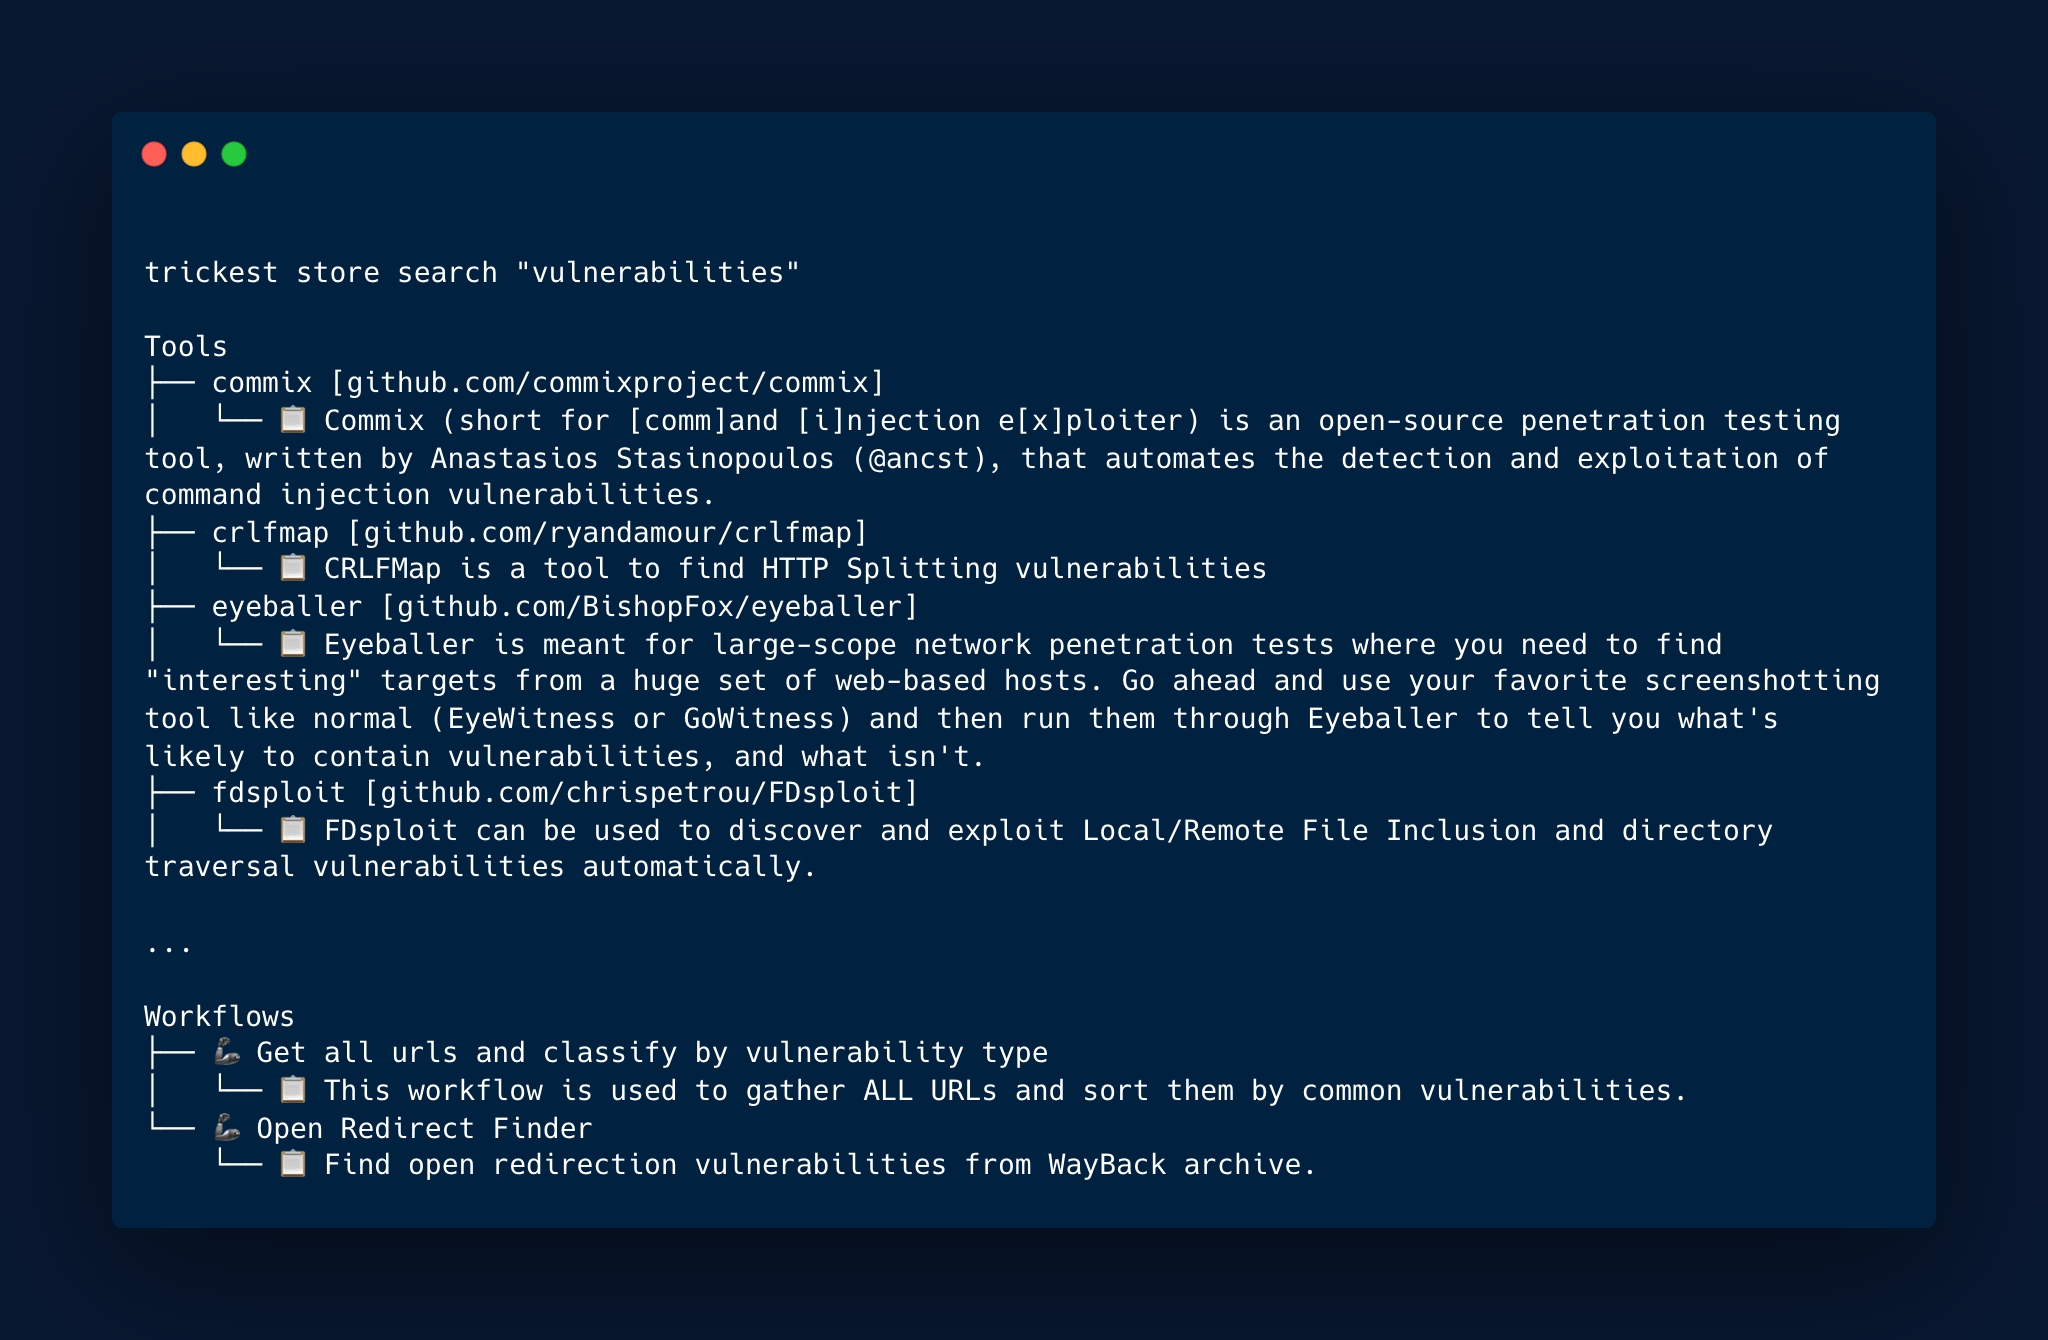 trickest store search "vulnerabilities"
Tools
├── commix [github.com/commixproject/commix]
│   └── 📋 Commix (short for [comm]and [i]njection e[x]ploiter) is an open-source penetration testing
tool, written by Anastasios Stasinopoulos (@ancst), that automates the detection and exploitation of
command injection vulnerabilities.
├── crlfmap [github.com/ryandamour/crlfmap]
│   └── 📋 CRLFMap is a tool to find HTTP Splitting vulnerabilities
├── eyeballer [github.com/BishopFox/eyeballer]
│   └── 📋 Eyeballer is meant for large-scope network penetration tests where you need to find
"interesting" targets from a huge set of web-based hosts. Go ahead and use your favorite screenshotting
tool like normal (EyeWitness or GoWitness) and then run them through Eyeballer to tell you what's
likely to contain vulnerabilities, and what isn't.
├── fdsploit [github.com/chrispetrou/FDsploit]
│   └── 📋 FDsploit can be used to discover and exploit Local/Remote File Inclusion and directory
traversal vulnerabilities automatically.
...
Workflows
├── 🦾 Get all urls and classify by vulnerability type
│   └── 📋 This workflow is used to gather ALL URLs and sort them by common vulnerabilities.
└── 🦾 Open Redirect Finder
    └── 📋 Find open redirection vulnerabilities from WayBack archive.